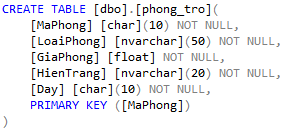 CREATE TABLE [dbo].[phong_tro](
[MaPhong] [char](10) NOT NULL,
[LoaiPhong] [nvarchar](50) NOT NULL,
[GiaPhong] [float] NOT NULL,
[HienTrang] [nvarchar](20) NOT NULL,
[Day] [char](10) NOT NULL,
PRIMARY KEY ([MaPhong])
)